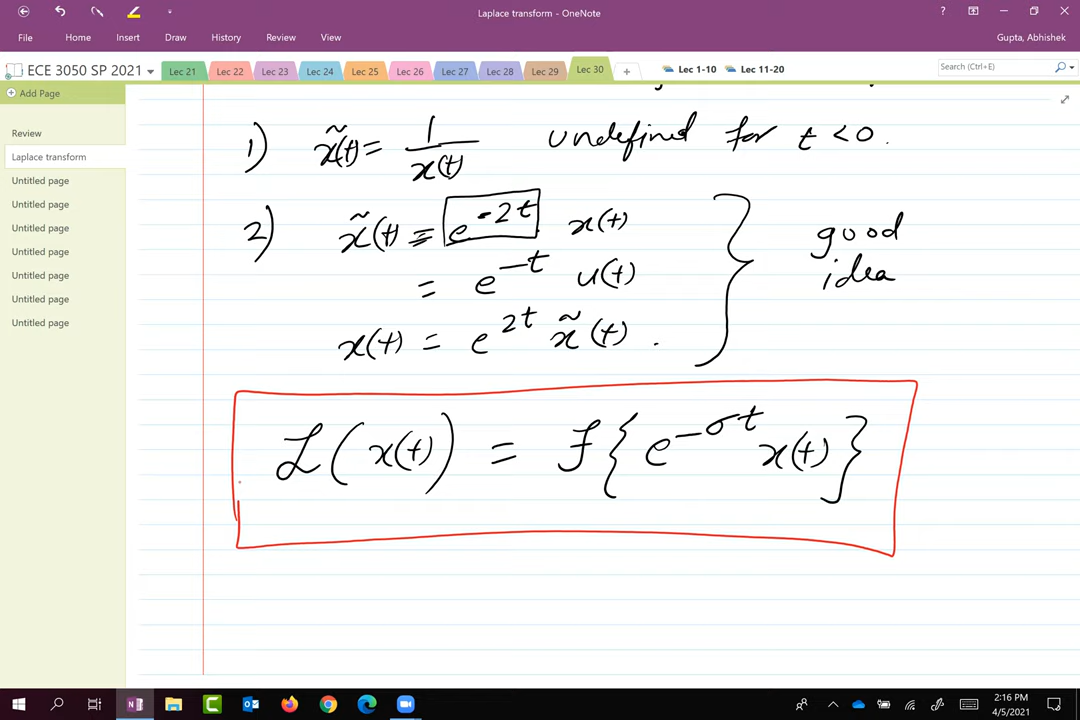 Laplace transform - OneNote
?
File Home Insert Draw History Review View
Gupta, Abhishek
ECE 3050 SP 2021
Lec 21 Lec 22 Lec 23 Lec 24 Lec 25 Lec 26 Lec 27 Lec 28 Lec 29 Lec 30 + Lec 1-10 Lec 11-20
Search (Ctrl+E)
Add Page
Review
Laplace transform
Untitled page
Untitled page
Untitled page
Untitled page
Untitled page
Untitled page
Untitled page
1) x̃(t) = 1/x(t) undefined for t < 0.
2) x̃(t) = e^{-2t} x(t)
= e^{-t} u(t)
x(t) = e^{2t} x̃(t).
good
idea
ℒ(x(t)) = ℱ{e^{-σt} x(t)}
2:16 PM
4/5/2021